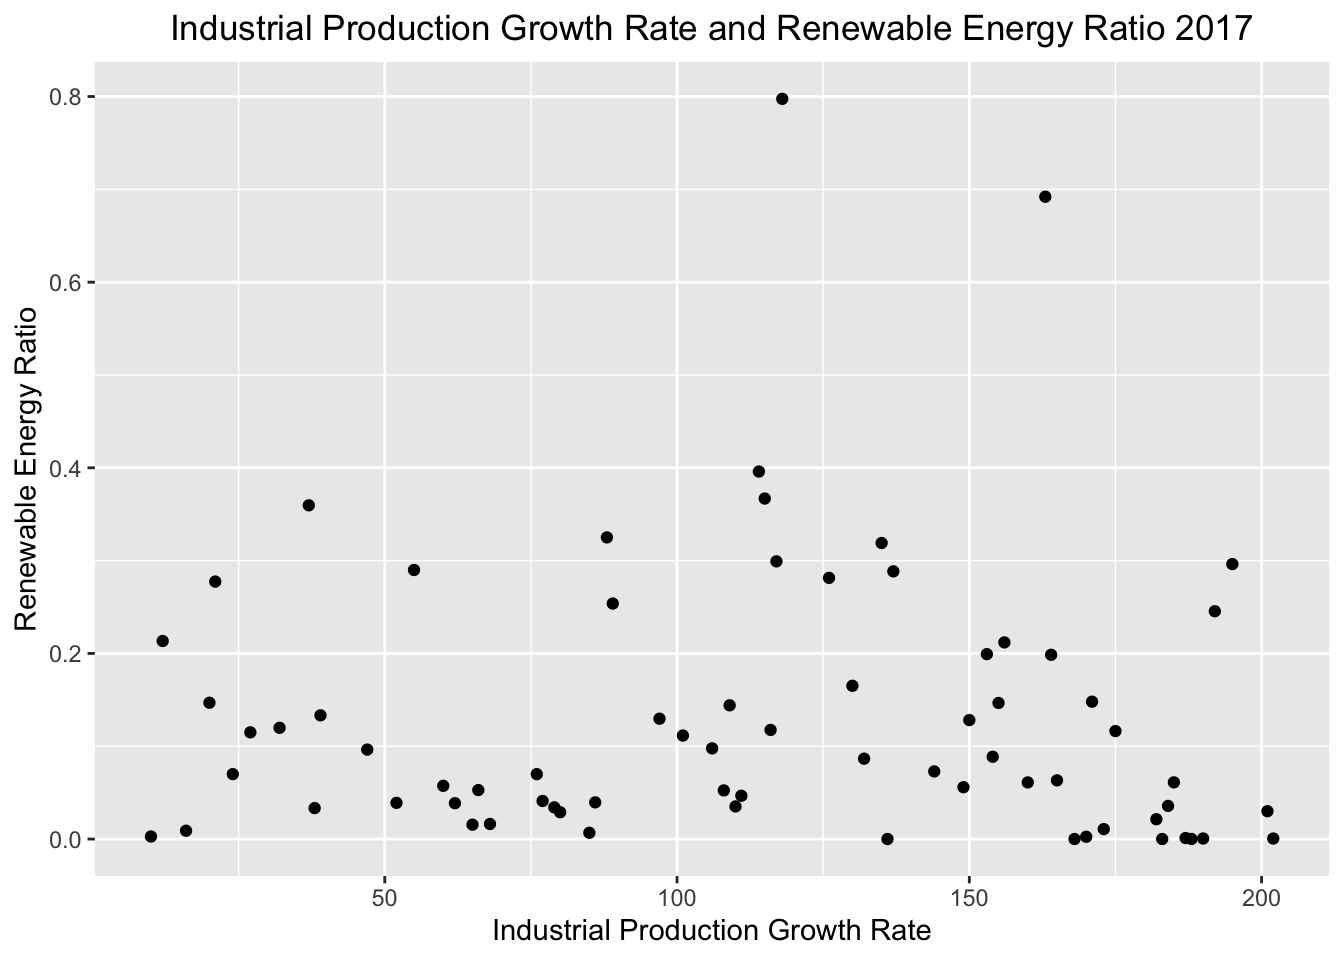 Industrial Production Growth Rate and Renewable Energy Ratio 2017
0.8
0.6
0.4
0.2
0.0
Renewable Energy Ratio
50 100 150 200
Industrial Production Growth Rate